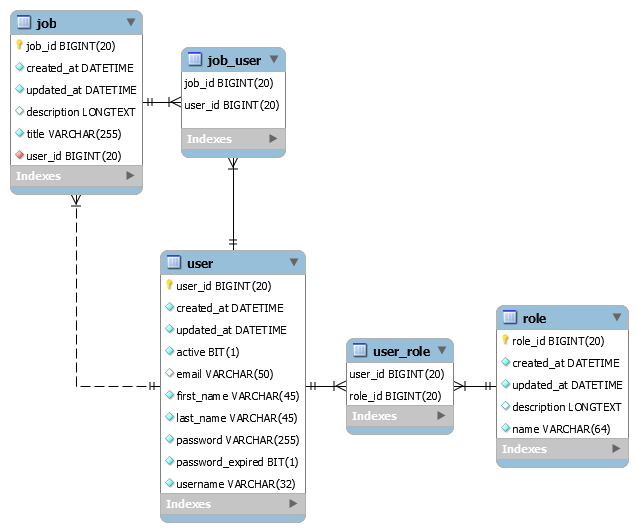 job
job_id BIGINT(20)
created_at DATETIME
updated_at DATETIME
description LONGTEXT
title VARCHAR(255)
user_id BIGINT(20)
Indexes
job_user
job_id BIGINT(20)
user_id BIGINT(20)
Indexes
user
user_id BIGINT(20)
created_at DATETIME
updated_at DATETIME
active BIT(1)
email VARCHAR(50)
first_name VARCHAR(45)
last_name VARCHAR(45)
password VARCHAR(255)
password_expired BIT(1)
username VARCHAR(32)
Indexes
user_role
user_id BIGINT(20)
role_id BIGINT(20)
Indexes
role
role_id BIGINT(20)
created_at DATETIME
updated_at DATETIME
description LONGTEXT
name VARCHAR(64)
Indexes